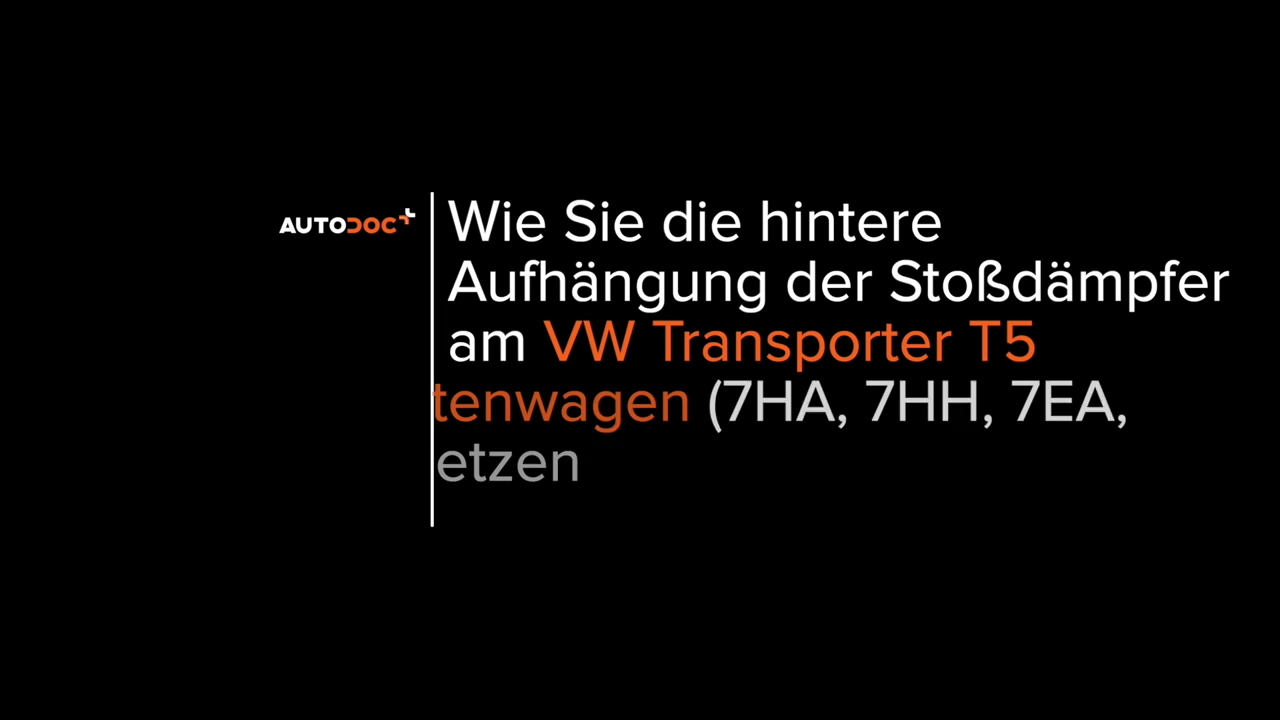 AUTODOC
Wie Sie die hintere
Aufhängung der Stoßdämpfer
am VW Transporter T5
tenwagen (7HA, 7HH, 7EA,
etzen